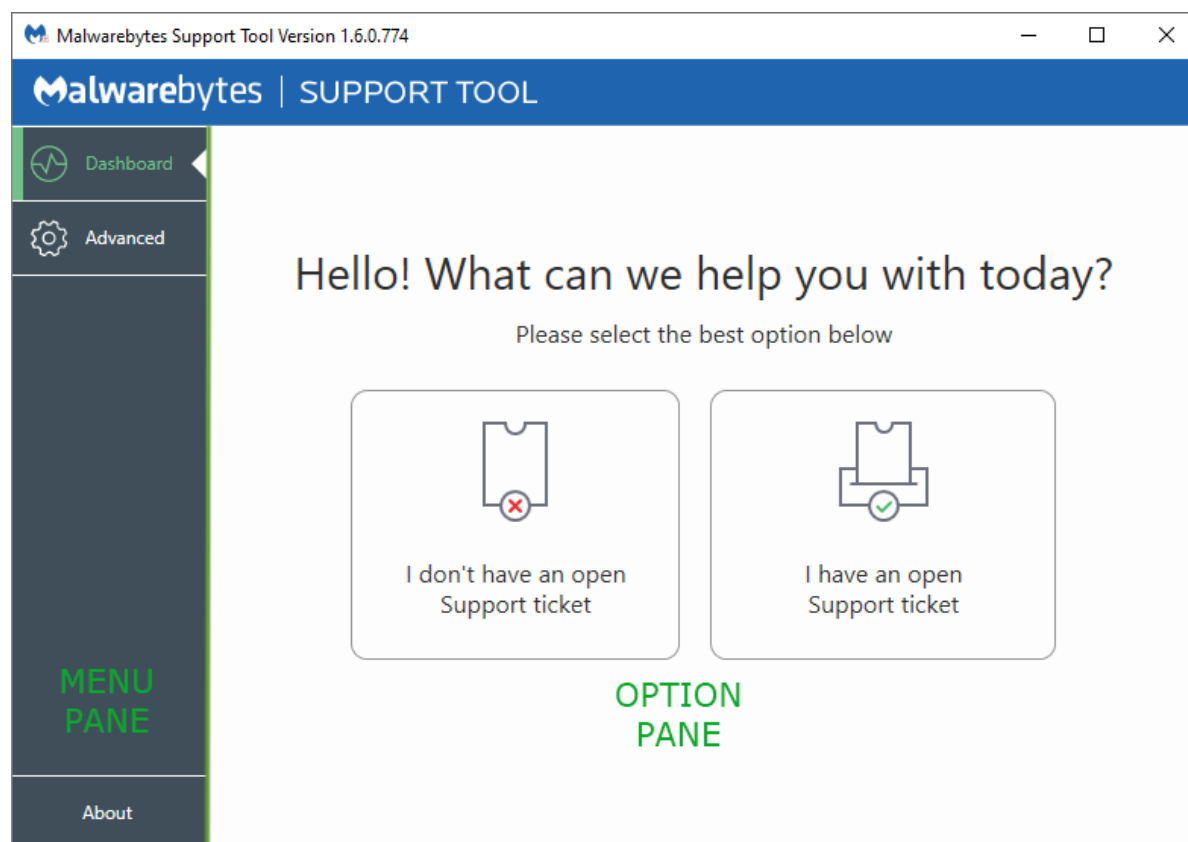 Malwarebytes Support Tool Version 1.6.0.774
Malwarebytes | SUPPORT TOOL
Dashboard
Advanced
Hello! What can we help you with today?
Please select the best option below
I don't have an open
Support ticket
I have an open
Support ticket
MENU
PANE
OPTION
PANE
About